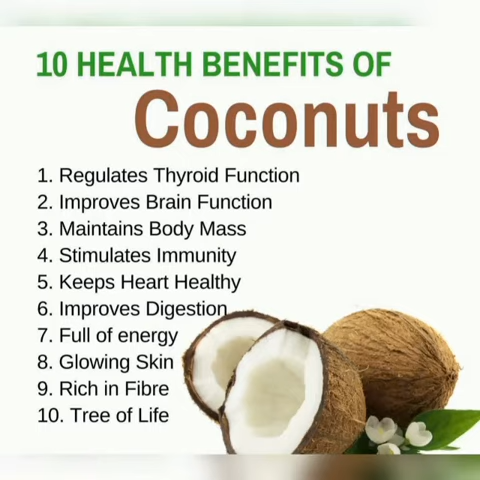 10 HEALTH BENEFITS OF
Coconuts
1. Regulates Thyroid Function
2. Improves Brain Function
3. Maintains Body Mass
4. Stimulates Immunity
5. Keeps Heart Healthy
6. Improves Digestion
7. Full of energy
8. Glowing Skin
9. Rich in Fibre
10. Tree of Life